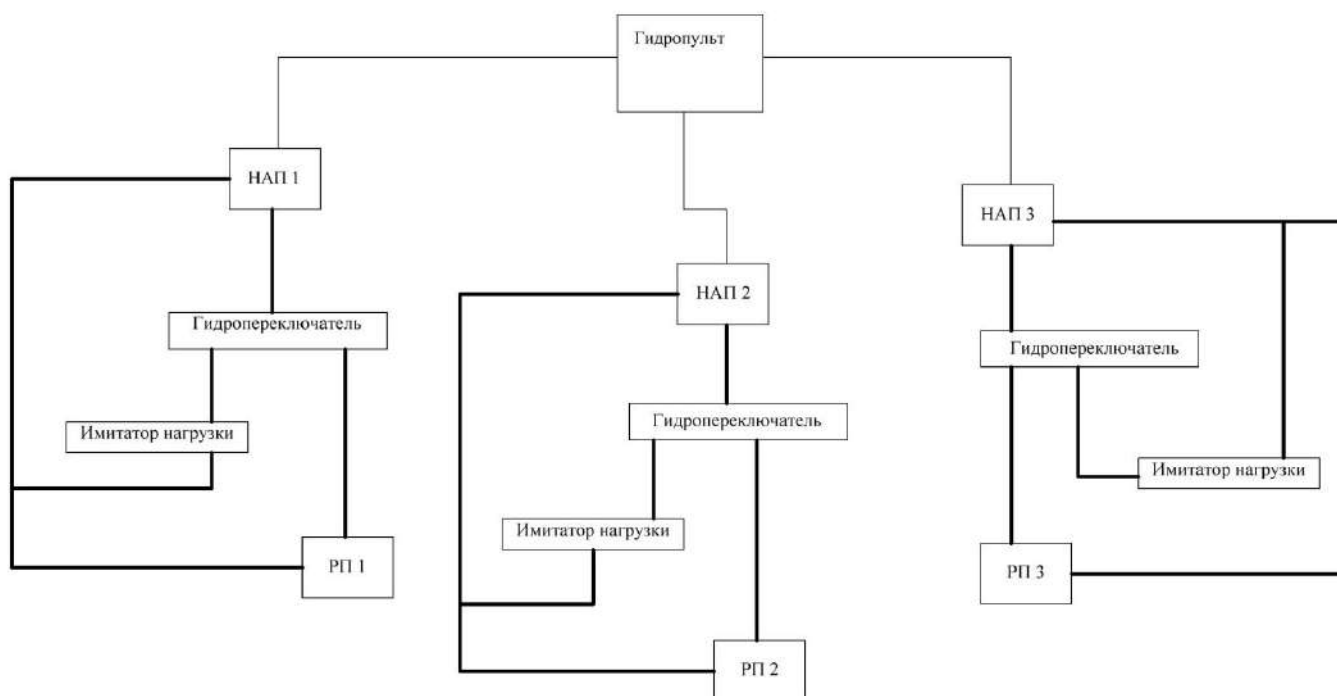 Гидропульт
НАП 1
НАП 3
НАП 2
Гидропереключатель
Гидропереключатель
Гидропереключатель
Имитатор нагрузки
Имитатор нагрузки
Имитатор нагрузки
РП 1
РП 3
РП 2